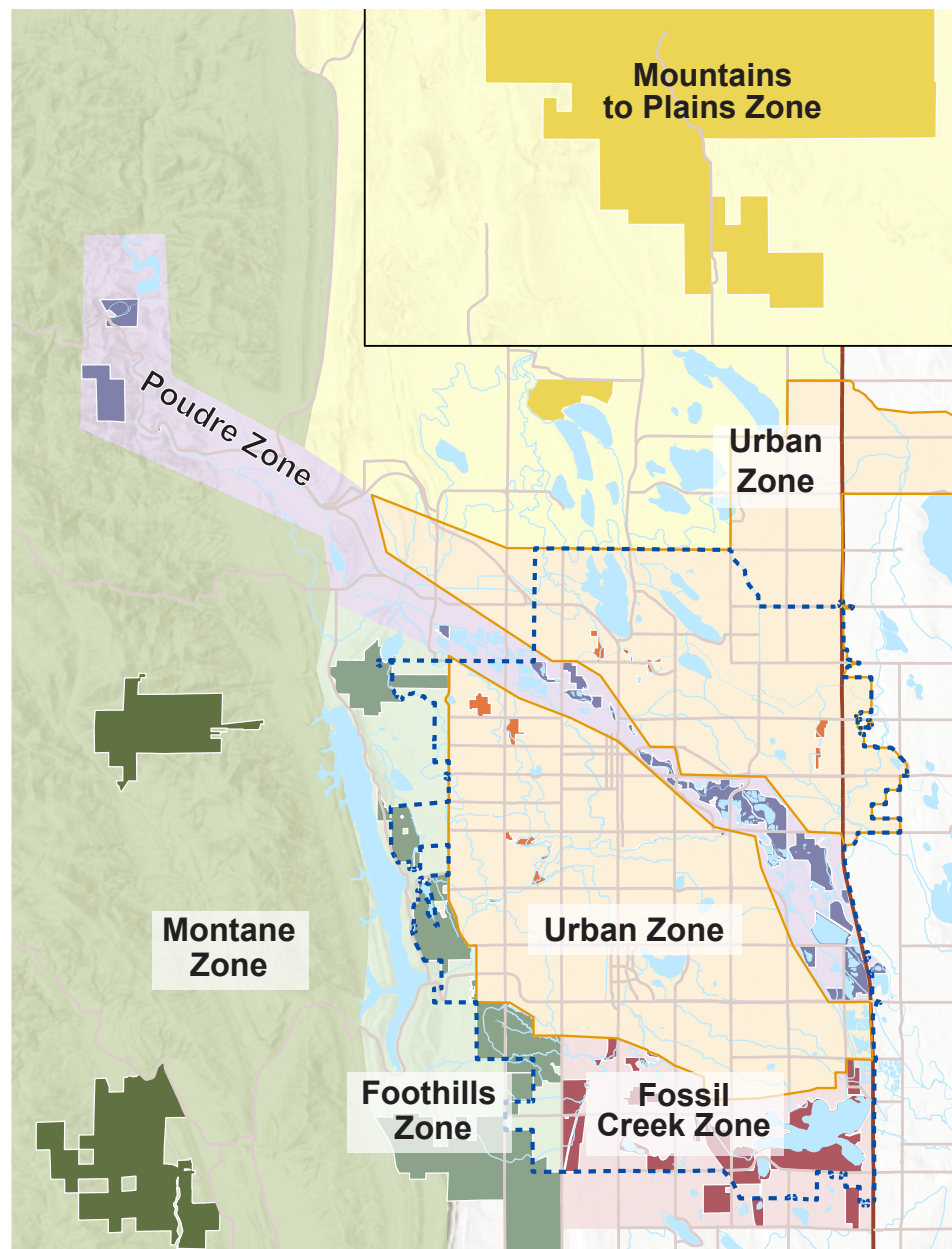 Mountains
to Plains Zone
Poudre Zone
Urban
Zone
Montane
Zone
Urban Zone
Foothills
Zone
Fossil
Creek Zone